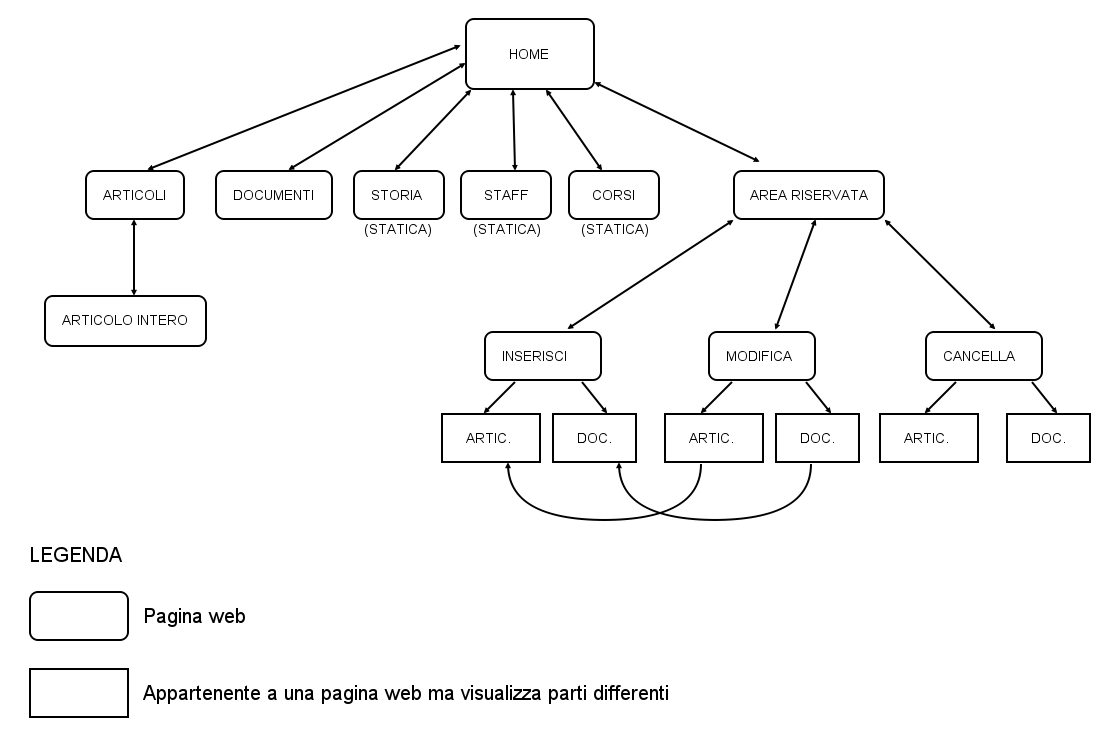 HOME
ARTICOLI
DOCUMENTI
STORIA
STAFF
CORSI
AREA RISERVATA
(STATICA)
(STATICA)
(STATICA)
ARTICOLO INTERO
INSERISCI
MODIFICA
CANCELLA
ARTIC.
DOC.
ARTIC.
DOC.
ARTIC.
DOC.
LEGENDA
Pagina web
Appartenente a una pagina web ma visualizza parti differenti